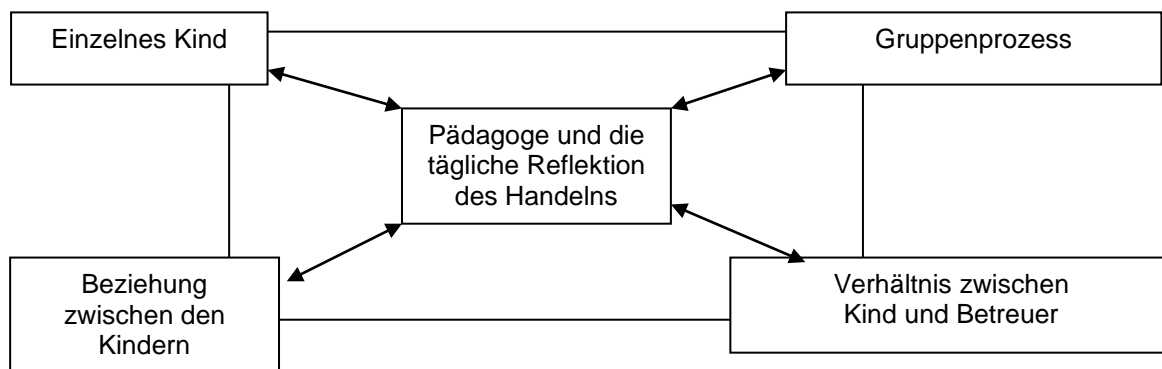 Einzelnes Kind
Gruppenprozess
Pädagoge und die
tägliche Reflektion
des Handelns
Beziehung
zwischen den
Kindern
Verhältnis zwischen
Kind und Betreuer